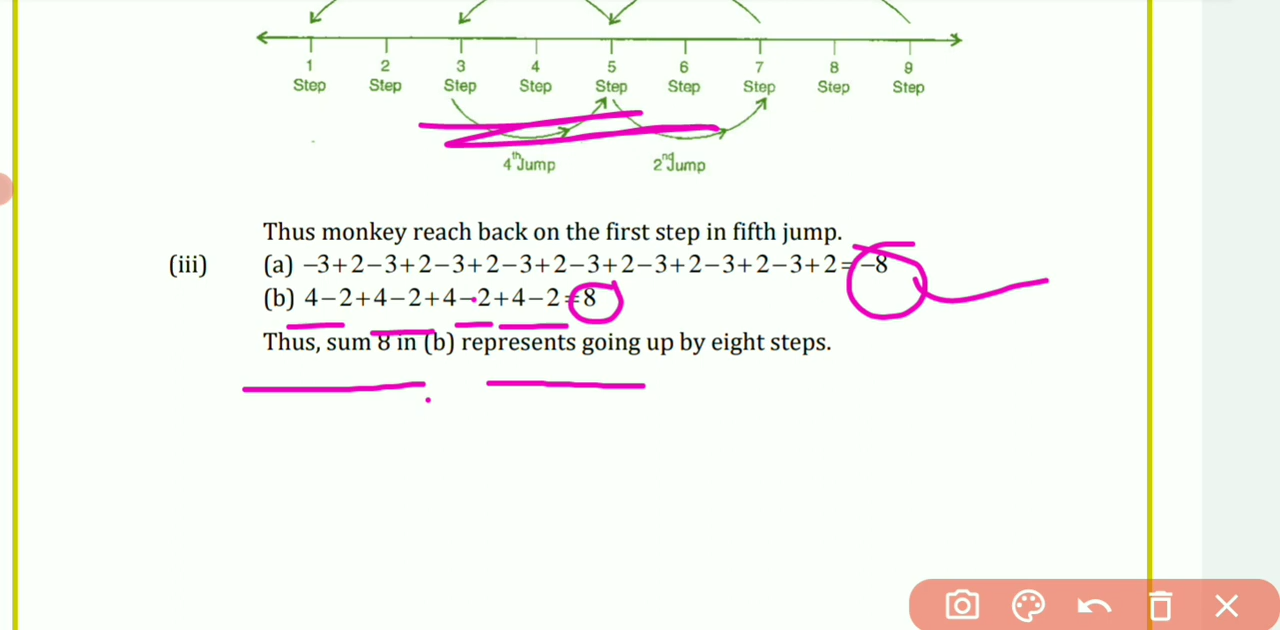 1 2 3 4 5 6 7 8 9
Step Step Step Step Step Step Step Step Step
4th Jump 2nd Jump
Thus monkey reach back on the first step in fifth jump.
(iii) (a) −3+2−3+2−3+2−3+2−3+2−3+2−3+2−3+2=−8
(b) 4−2+4−2+4−2+4−2=8
Thus, sum 8 in (b) represents going up by eight steps.